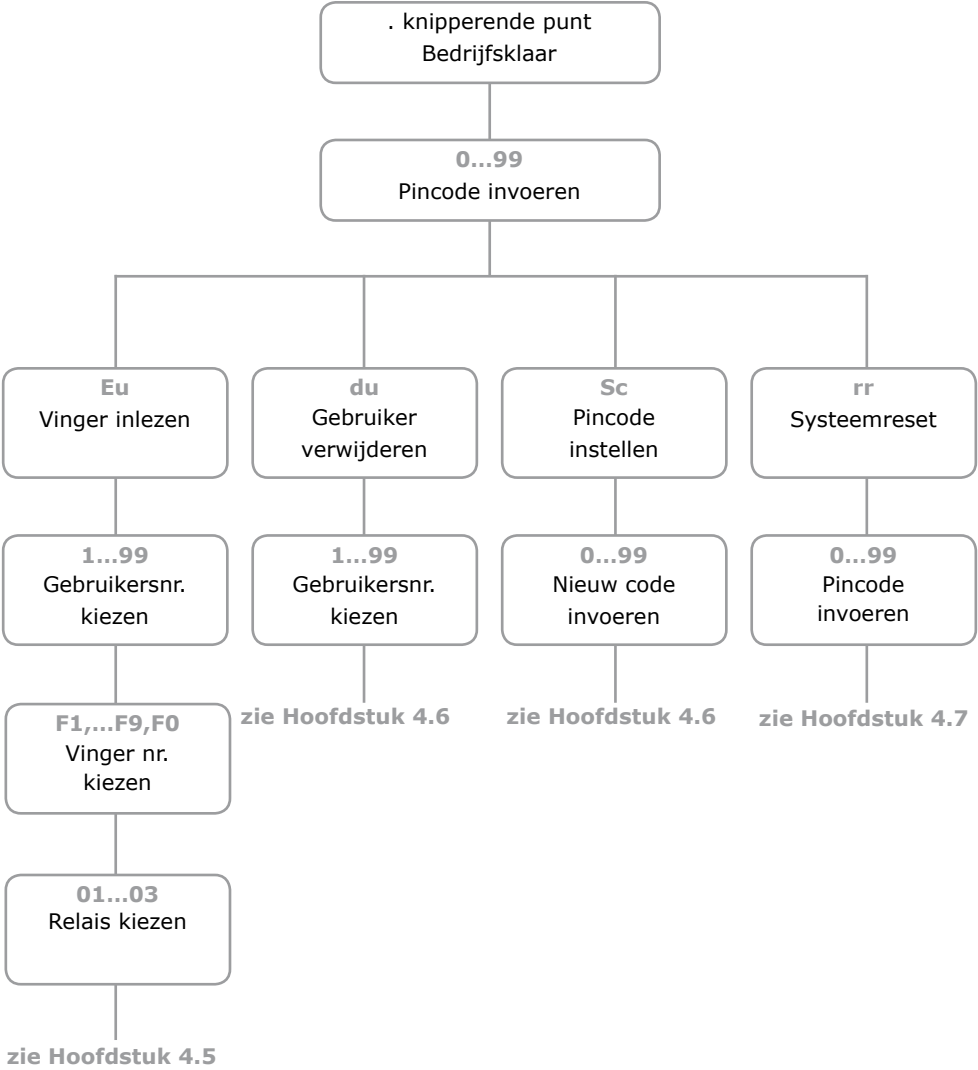 . knipperende punt
Bedrijfsklaar
0...99
Pincode invoeren
Eu
Vinger inlezen
du
Gebruiker
verwijderen
Sc
Pincode
instellen
rr
Systeemreset
1...99
Gebruikersnr.
kiezen
1...99
Gebruikersnr.
kiezen
0...99
Nieuw code
invoeren
0...99
Pincode
invoeren
F1,...F9,F0
Vinger nr.
kiezen
zie Hoofdstuk 4.6
zie Hoofdstuk 4.6
zie Hoofdstuk 4.7
01...03
Relais kiezen
zie Hoofdstuk 4.5